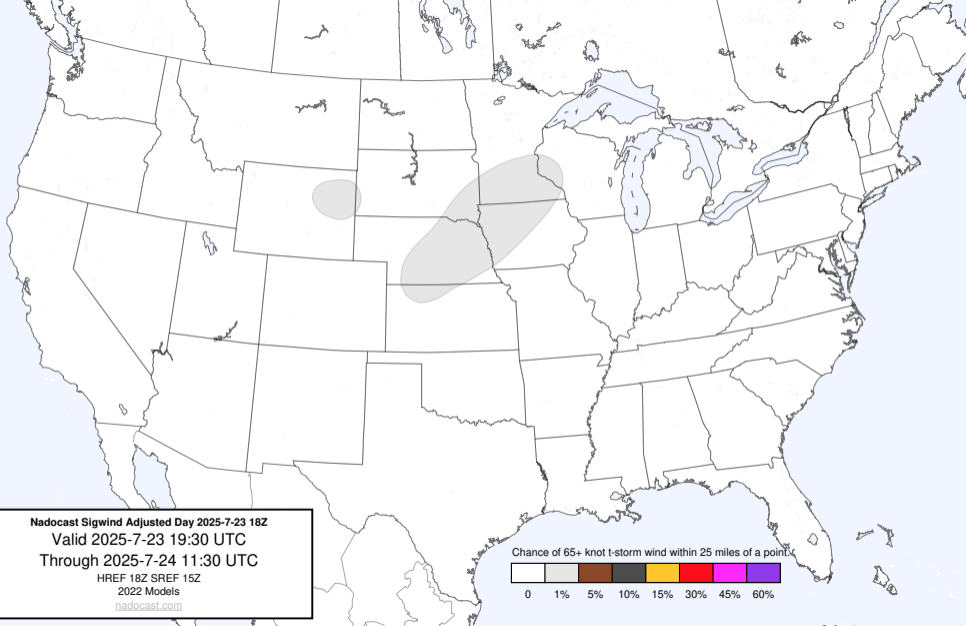 Nadocast Sigwind Adjusted Day 2025-7-23 18Z
Valid 2025-7-23 19:30 UTC
Through 2025-7-24 11:30 UTC
HREF 18Z SREF 15Z
2022 Models
nadocast.com
Chance of 65+ knot t-storm wind within 25 miles of a point.
0 1% 5% 10% 15% 30% 45% 60%